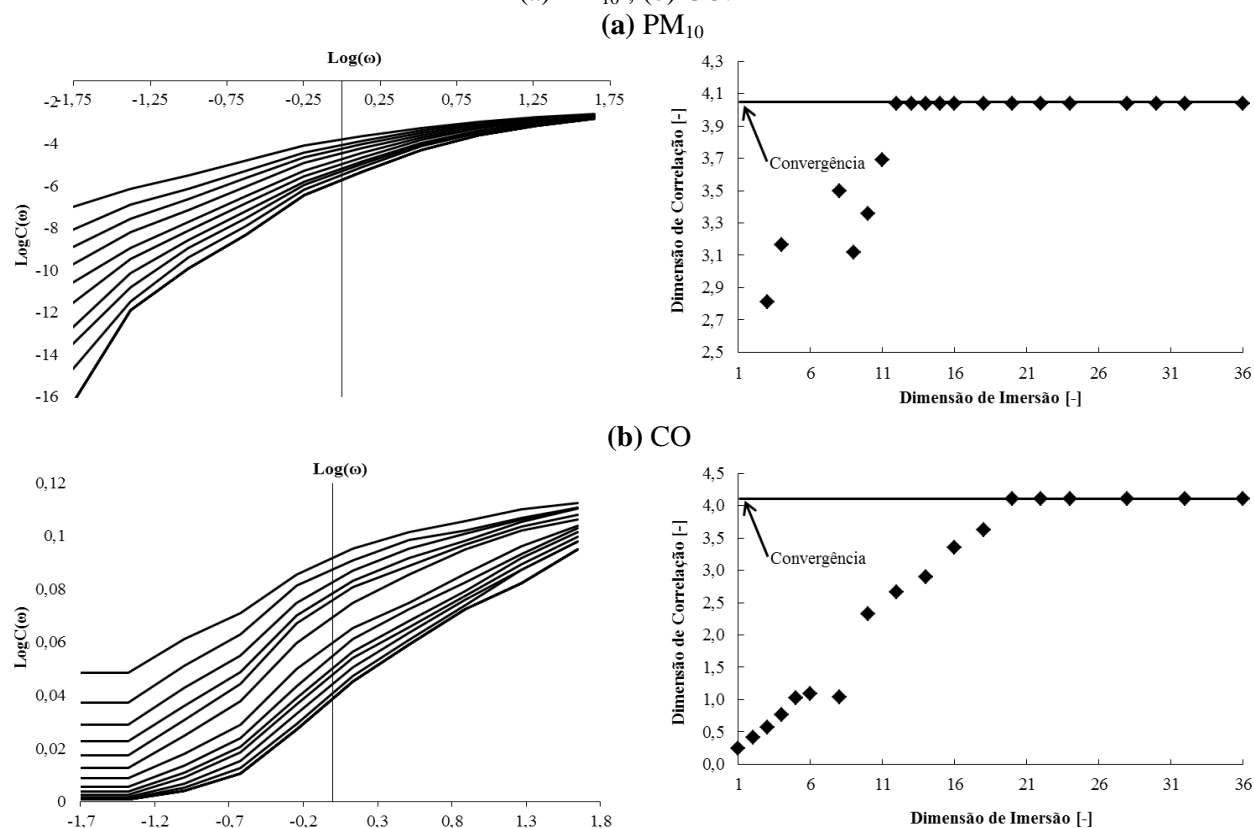 (a) PM₁₀
Log(ω)
-1,75 -1,25 -0,75 -0,25 0,25 0,75 1,25 1,75
-2
-4
-6
-8
-10
-12
-14
-16
LogC(ω)
4,3
4,1
3,9
3,7
3,5
3,3
3,1
2,9
2,7
2,5
Dimensão de Correlação [-]
Convergência
1 6 11 16 21 26 31 36
Dimensão de Imersão [-]
(b) CO
Log(ω)
0,12
0,1
0,08
0,06
0,04
0,02
0
LogC(ω)
-1,7 -1,2 -0,7 -0,2 0,3 0,8 1,3 1,8
4,5
4,0
3,5
3,0
2,5
2,0
1,5
1,0
0,5
0,0
Dimensão de Correlação [-]
Convergência
1 6 11 16 21 26 31 36
Dimensão de Imersão [-]